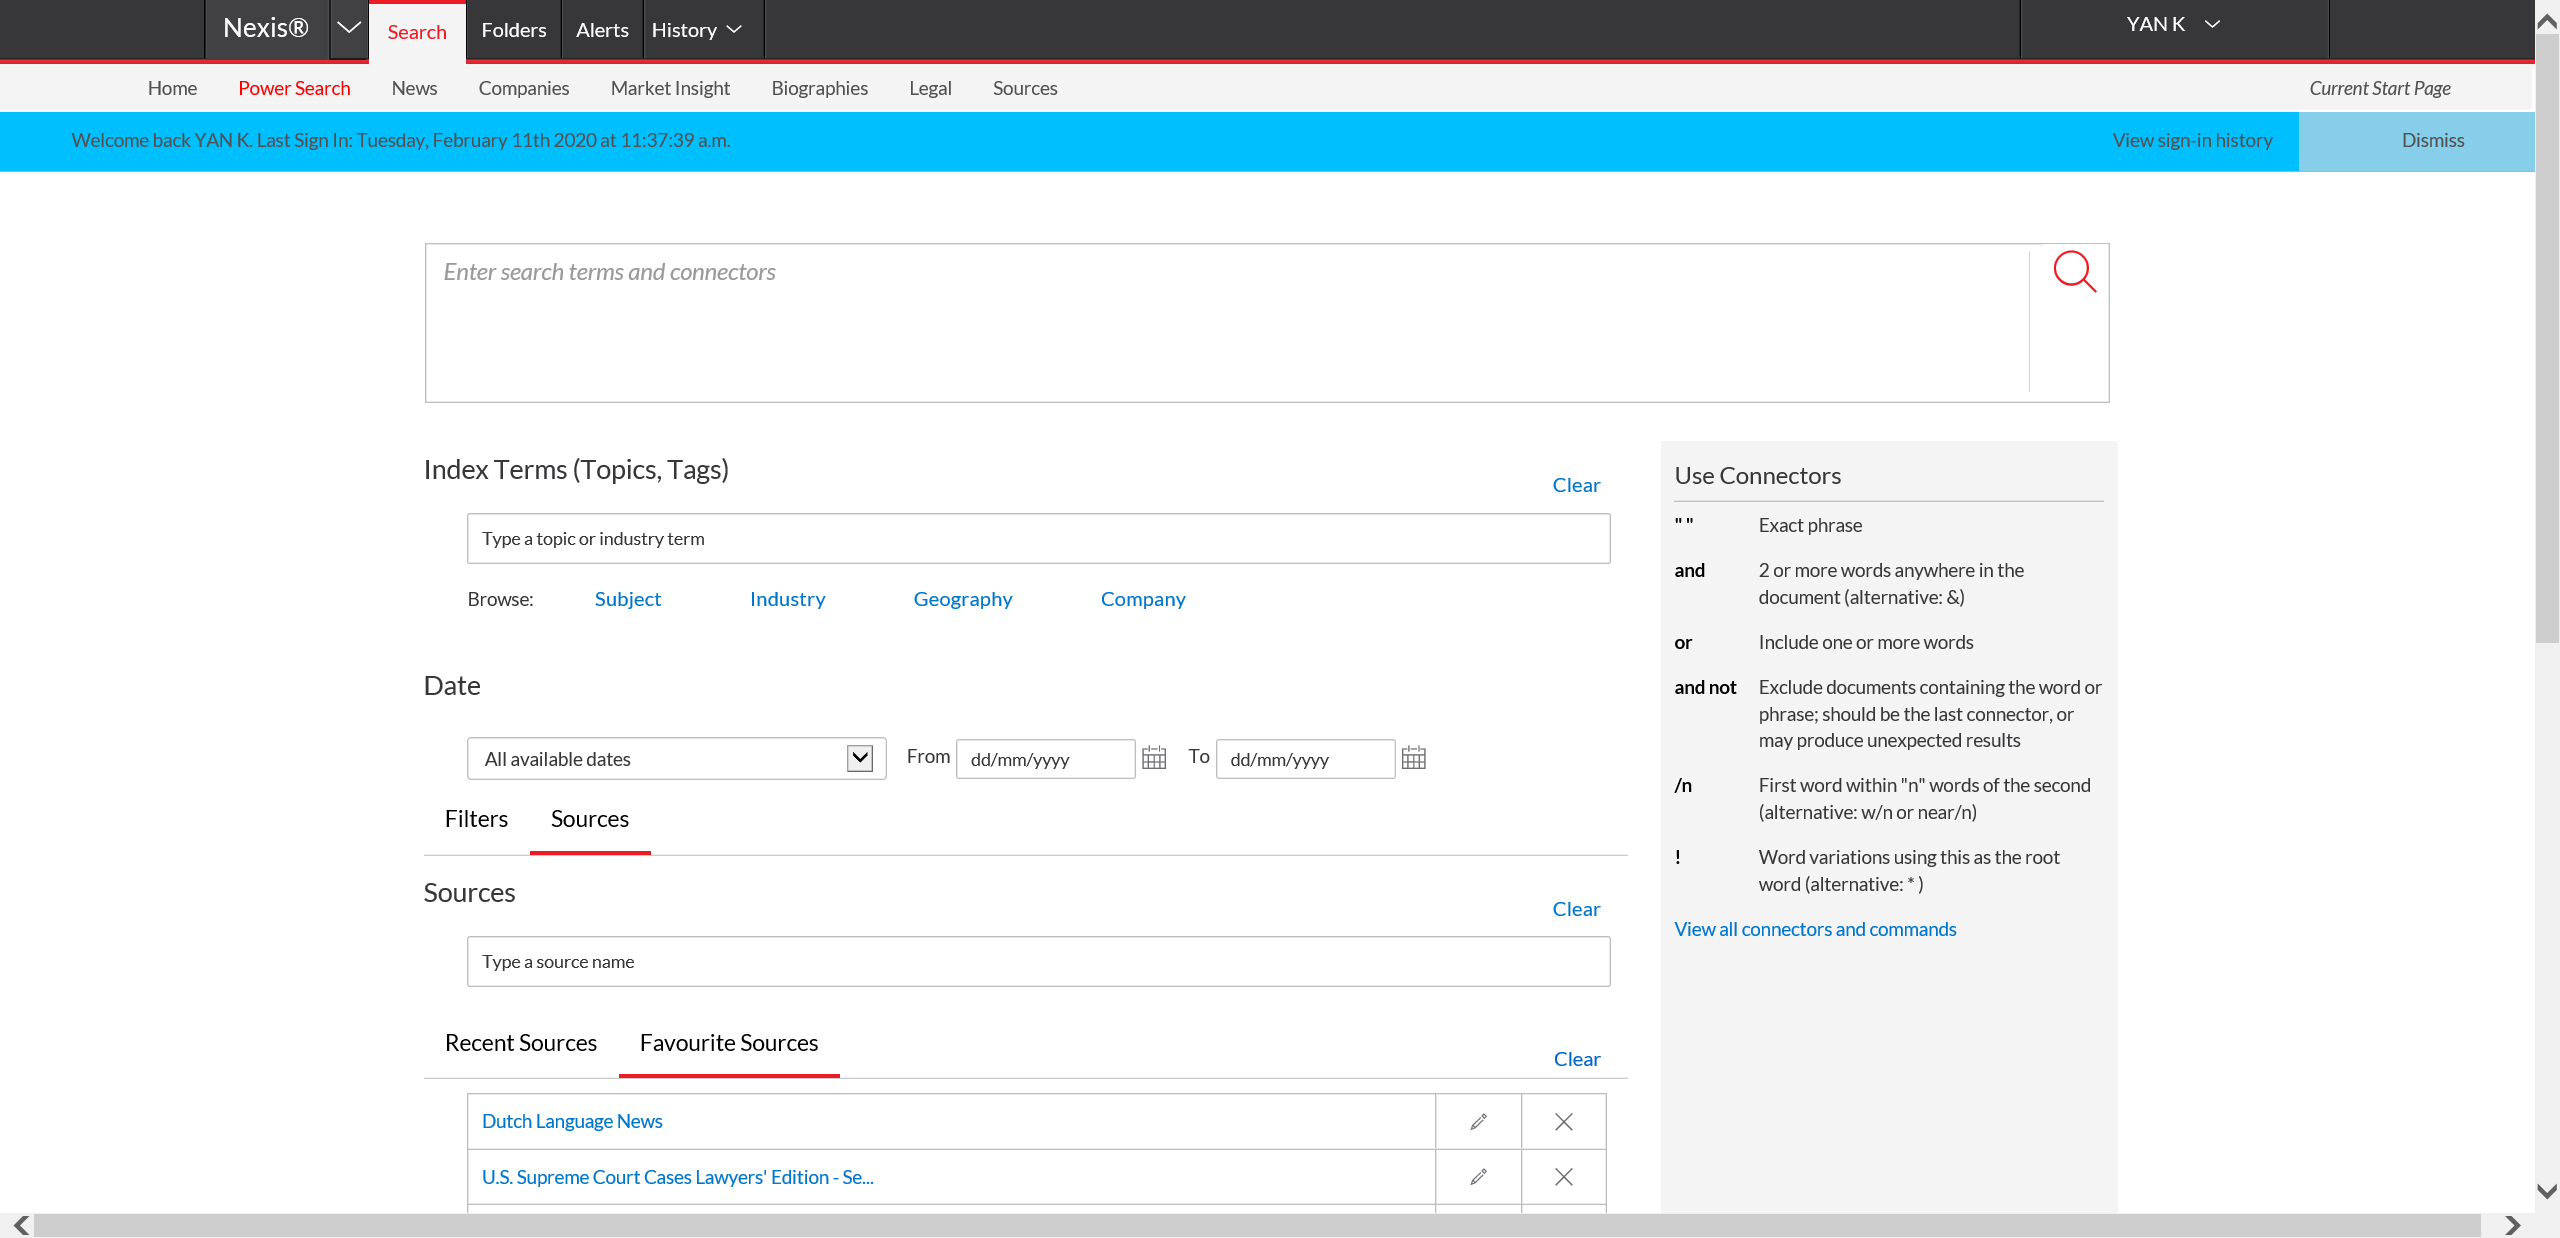 Nexis®
Search
Folders
Alerts
History
YAN K
Home
Power Search
News
Companies
Market Insight
Biographies
Legal
Sources
Current Start Page
Welcome back YAN K. Last Sign In: Tuesday, February 11th 2020 at 11:37:39 a.m.
View sign-in history
Dismiss
Enter search terms and connectors
Index Terms (Topics, Tags)
Clear
Type a topic or industry term
Browse:
Subject
Industry
Geography
Company
Date
All available dates
From
dd/mm/yyyy
To
dd/mm/yyyy
Filters
Sources
Sources
Clear
Type a source name
Recent Sources
Favourite Sources
Clear
Dutch Language News
U.S. Supreme Court Cases Lawyers' Edition - Se...
Use Connectors
" "
Exact phrase
and
2 or more words anywhere in the
document (alternative: &)
or
Include one or more words
and not
Exclude documents containing the word or
phrase; should be the last connector, or
may produce unexpected results
/n
First word within "n" words of the second
(alternative: w/n or near/n)
!
Word variations using this as the root
word (alternative: * )
View all connectors and commands